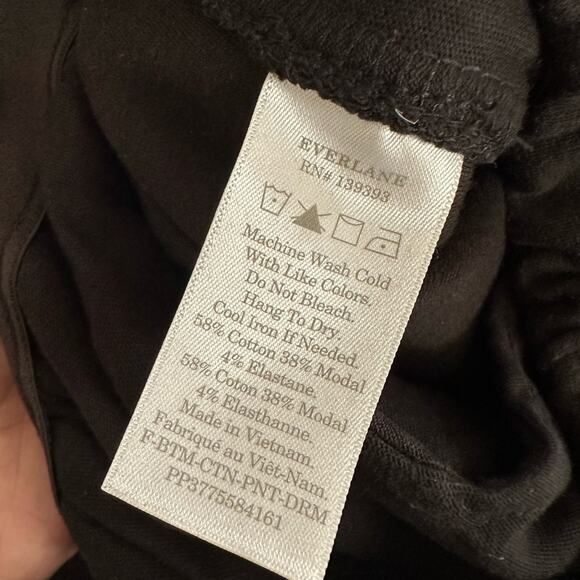 EVERLANE
RN# 139393
Machine Wash Cold
With Like Colors.
Do Not Bleach.
Hang To Dry.
Cool Iron If Needed.
58% Cotton 38% Modal
4% Elastane.
58% Coton 38% Modal
4% Elasthanne.
Made in Vietnam.
Fabriqué au Viêt-Nam.
F-BTM-CTN-PNT-DRM
PP3775584161